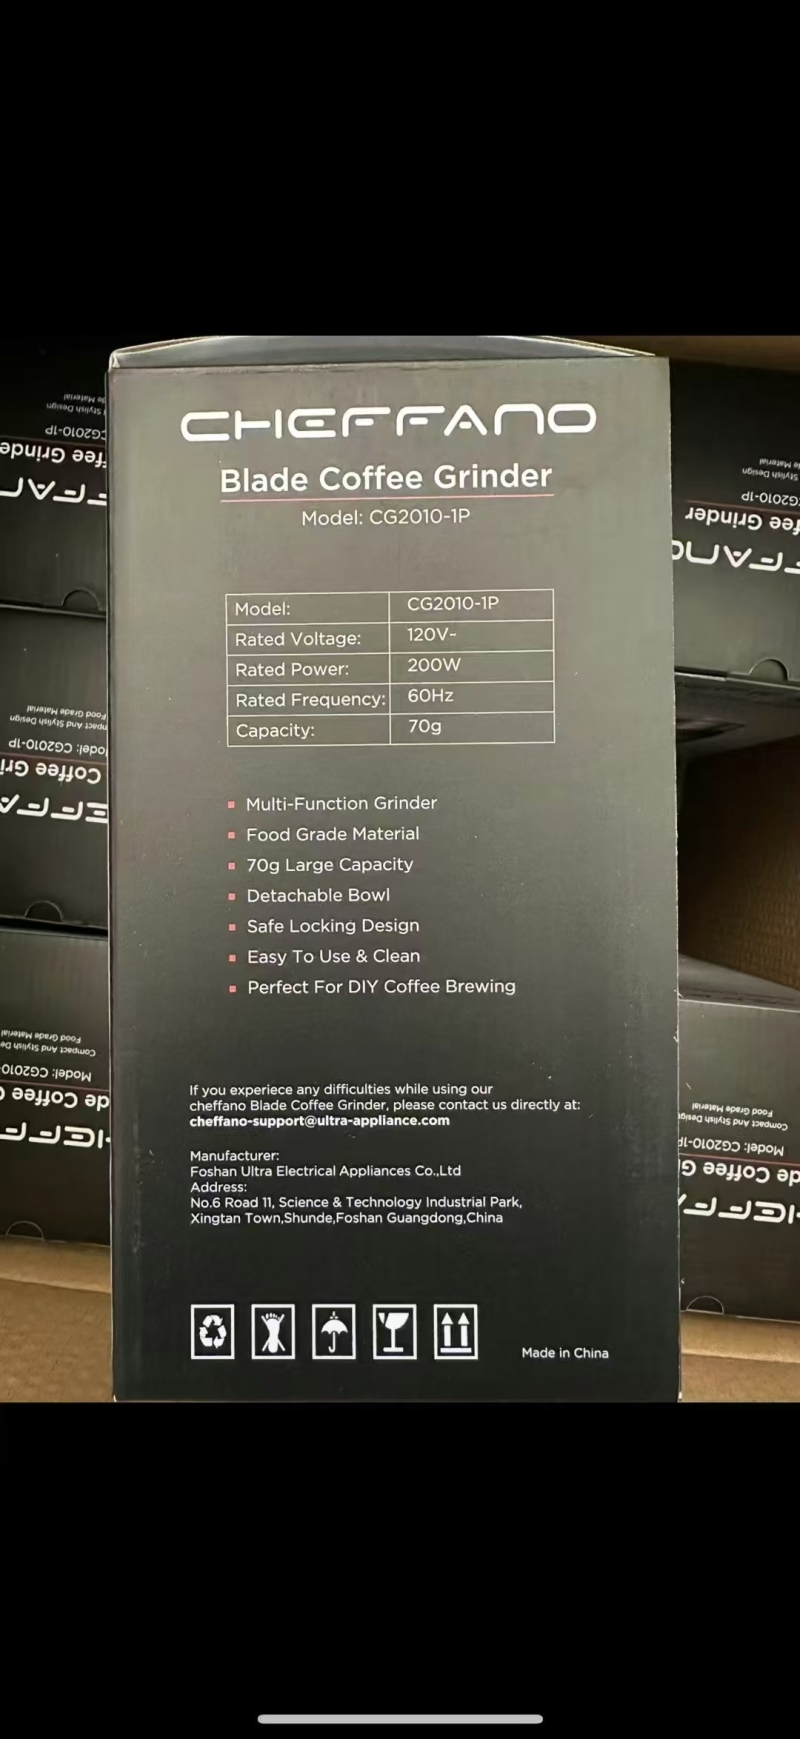 CHEFFANO
Blade Coffee Grinder
Model: CG2010-1P
Model: CG2010-1P
Rated Voltage: 120V~
Rated Power: 200W
Rated Frequency: 60Hz
Capacity: 70g
Multi-Function Grinder
Food Grade Material
70g Large Capacity
Detachable Bowl
Safe Locking Design
Easy To Use & Clean
Perfect For DIY Coffee Brewing
If you experiece any difficulties while using our
cheffano Blade Coffee Grinder, please contact us directly at:
cheffano-support@ultra-appliance.com
Manufacturer:
Foshan Ultra Electrical Appliances Co.,Ltd
Address:
No.6 Road 11, Science & Technology Industrial Park,
Xingtan Town,Shunde,Foshan Guangdong,China
Made in China